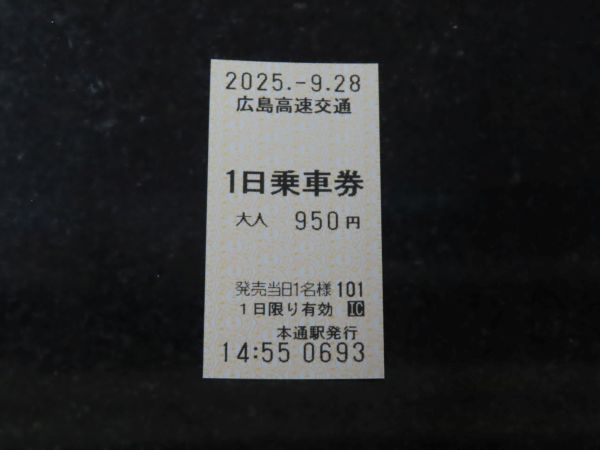 2025.-9.28
広島高速交通
1日乗車券
大人 950円
発売当日1名様 101
1日限り有効 IC
本通駅発行
14:55 0693